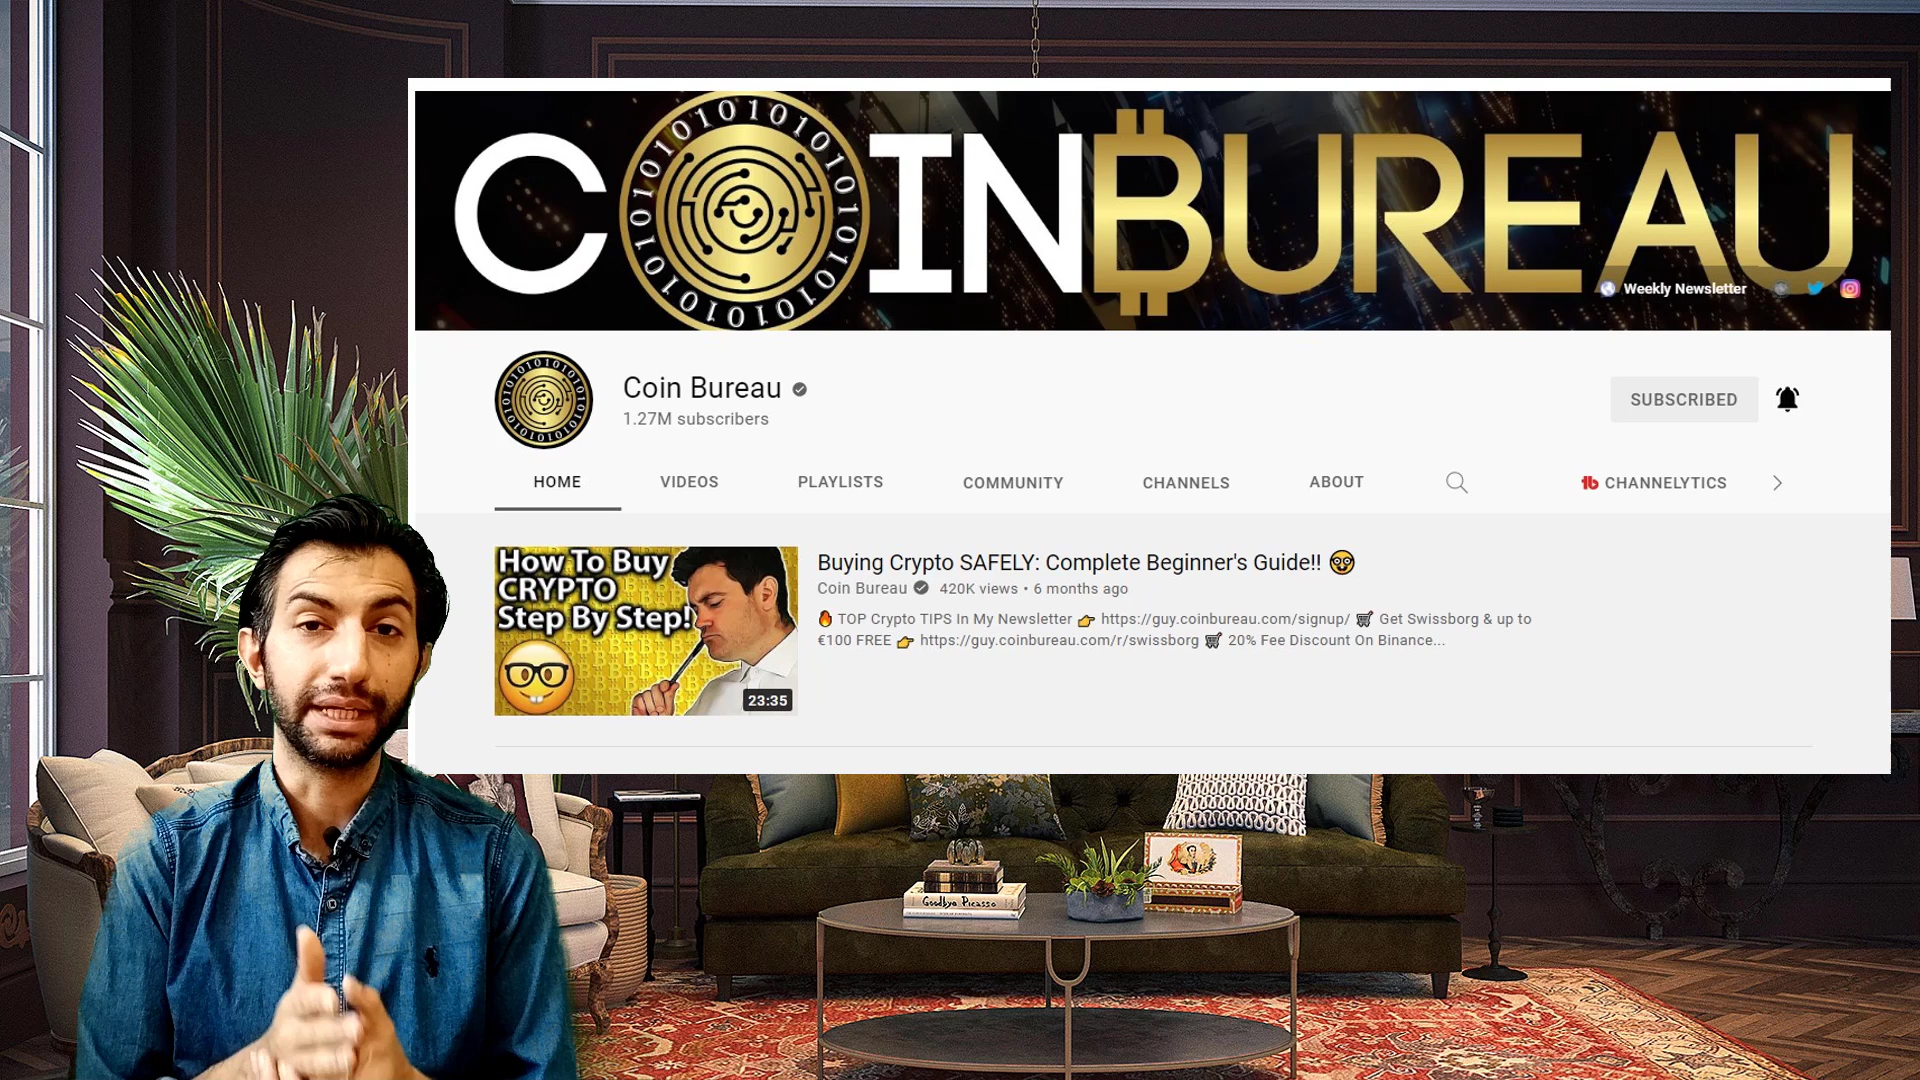 COINBUREAU
Weekly Newsletter
Coin Bureau
1.27M subscribers
SUBSCRIBED
HOME VIDEOS PLAYLISTS COMMUNITY CHANNELS ABOUT CHANNELYTICS
How To Buy
CRYPTO
Step By Step!
23:35
Buying Crypto SAFELY: Complete Beginner's Guide!! 🤓
Coin Bureau 420K views • 6 months ago
🔥 TOP Crypto TIPS In My Newsletter 👉 https://guy.coinbureau.com/signup/ 🛒 Get Swissborg & up to
€100 FREE 👉 https://guy.coinbureau.com/r/swissborg 🛒 20% Fee Discount On Binance...
Goodbye Picasso